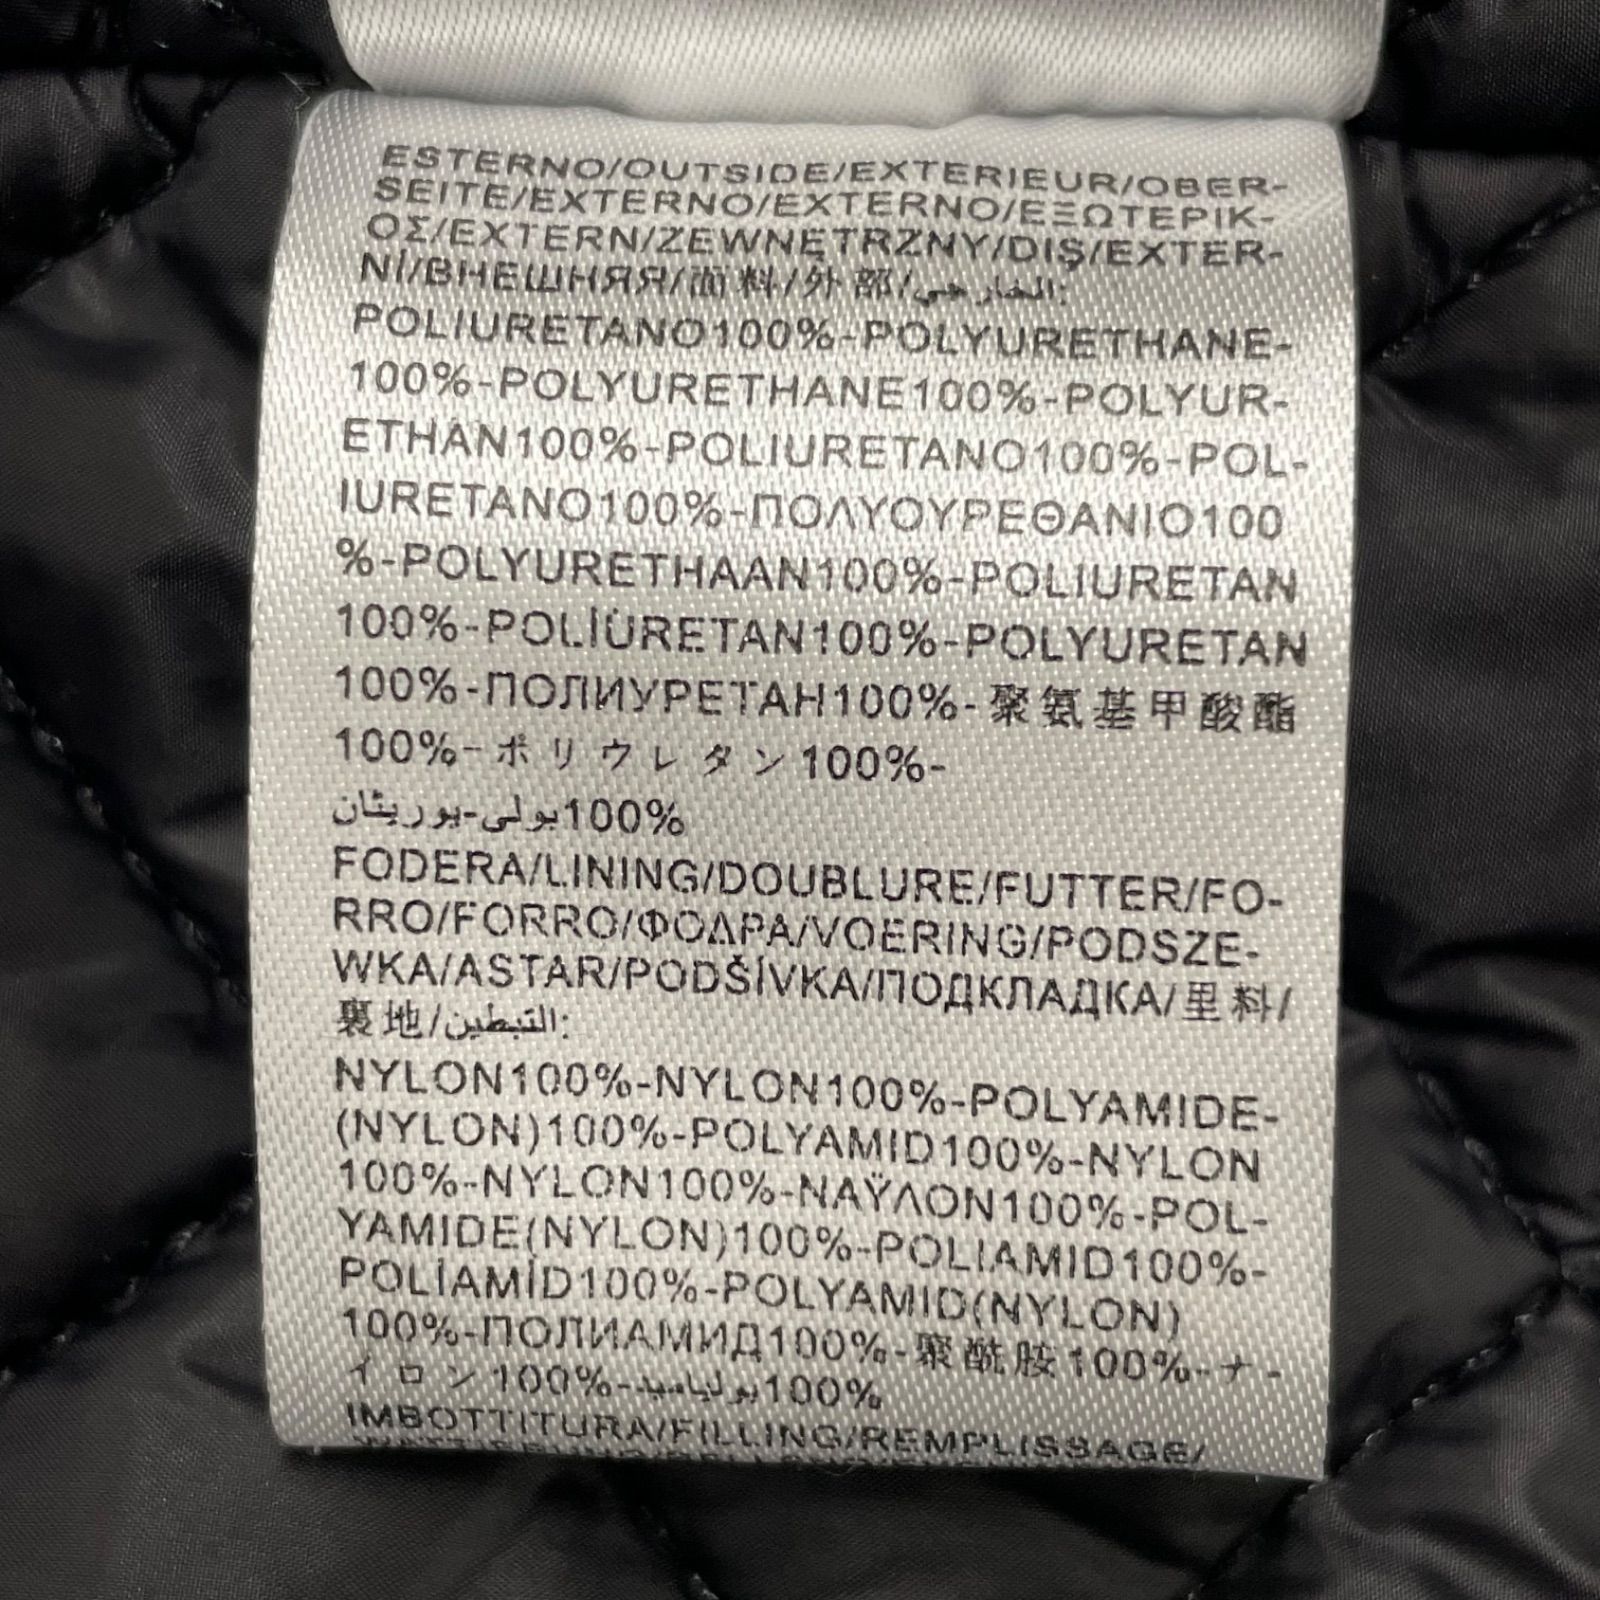 ESTERNO/OUTSIDE/EXTERIEUR/OBER-
SEITE/EXTERNO/EXTERNO/ΕΞΩΤΕΡΙΚ-
ΟΣ/EXTERN/ZEWNĘTRZNY/DIŞ/EXTER-
NÍ/ВНЕШНЯЯ/面料/外部/الخارجي:
POLIURETANO100%-POLYURETHANE-
100%-POLYURETHANE100%-POLYUR-
ETHAN100%-POLIURETANO100%-POL-
IURETANO100%-ΠΟΛΥΟΥΡΕΘΑΝΙΟ100
%-POLYURETHAAN100%-POLIURETAN
100%-POLİÜRETAN100%-POLYURETAN
100%-ПОЛИУРЕТАН100%-聚氨基甲酸酯
100%-ポリウレタン100%-
بولي-يوريثان100%
FODERA/LINING/DOUBLURE/FUTTER/FO-
RRO/FORRO/ΦΟΔΡΑ/VOERING/PODSZE-
WKA/ASTAR/PODŠÍVKA/ПОДКЛАДКА/里料/
裏地/التبطين:
NYLON100%-NYLON100%-POLYAMIDE-
(NYLON)100%-POLYAMID100%-NYLON
100%-NYLON100%-ΝΑΫΛΟΝ100%-POL-
YAMIDE(NYLON)100%-POLIAMID100%-
POLİAMİD100%-POLYAMID(NYLON)
100%-ПОЛИАМИД100%-聚酰胺100%-ナ-
イロン100%-بولياميد100%
IMBOTTITURA/FILLING/REMPLISSAGE/